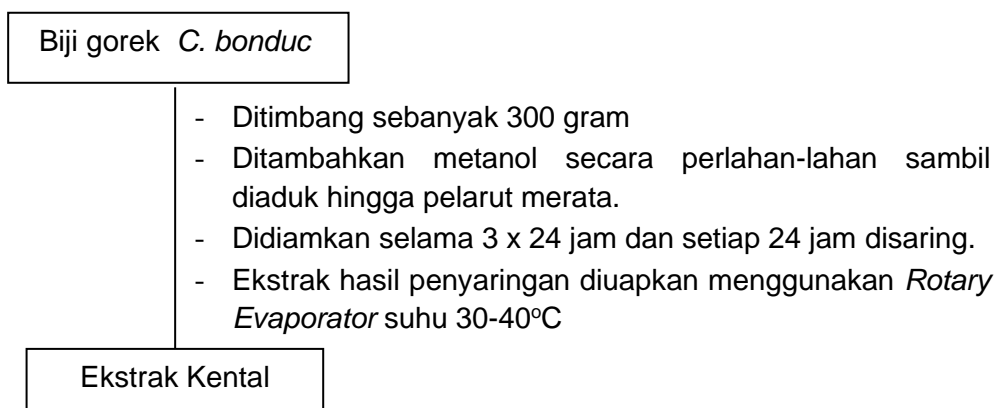 Biji gorek C. bonduc
- Ditimbang sebanyak 300 gram
- Ditambahkan metanol secara perlahan-lahan sambil
diaduk hingga pelarut merata.
- Didiamkan selama 3 x 24 jam dan setiap 24 jam disaring.
- Ekstrak hasil penyaringan diuapkan menggunakan Rotary
Evaporator suhu 30-40°C
Ekstrak Kental